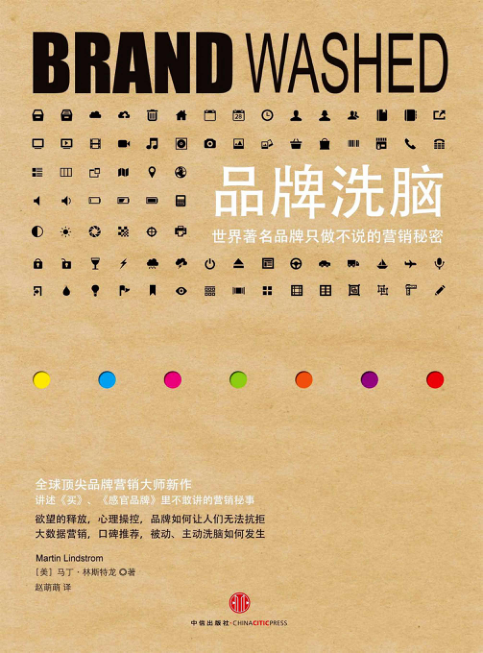 BRAND WASHED
28
品牌洗脑
世界著名品牌只做不说的营销秘密
全球顶尖品牌营销大师新作
讲述《买》、《感官品牌》里不敢讲的营销秘事
欲望的释放，心理操控，品牌如何让人们无法抗拒
大数据营销，口碑推荐，被动、主动洗脑如何发生
Martin Lindstrom
［美］马丁·林斯特龙◎著
赵萌萌 译
中信出版社·CHINACITICPRESS